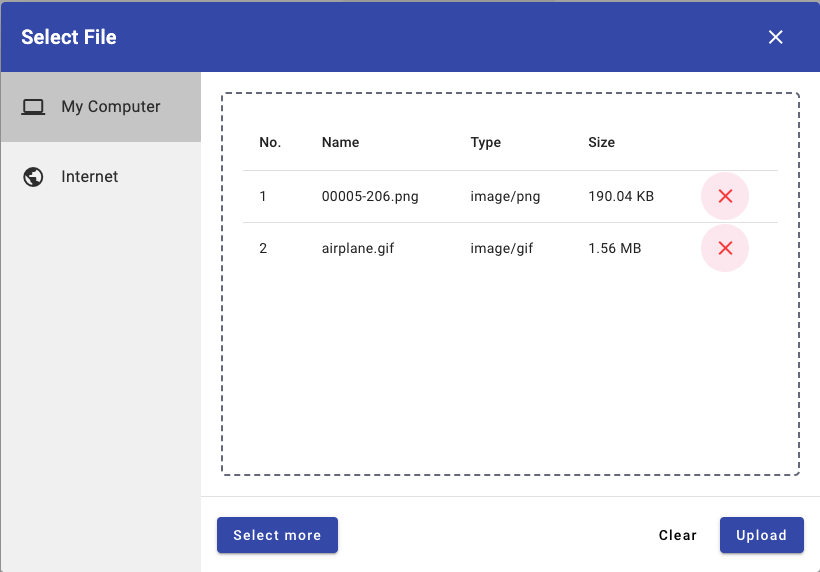 Select File
My Computer
Internet
No. Name Type Size
1 00005-206.png image/png 190.04 KB
2 airplane.gif image/gif 1.56 MB
Select more Clear Upload